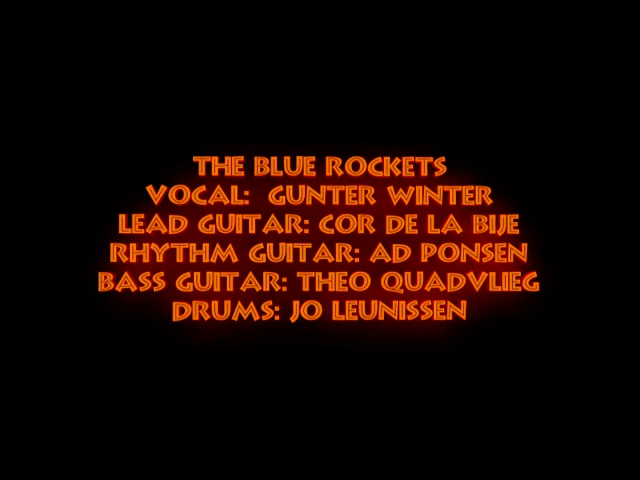 THE BLUE ROCKETS
VOCAL: GUNTER WINTER
LEAD GUITAR: COR DE LA BIJE
RHYTHM GUITAR: AD PONSEN
BASS GUITAR: THEO QUADVLIEG
DRUMS: JO LEUNISSEN